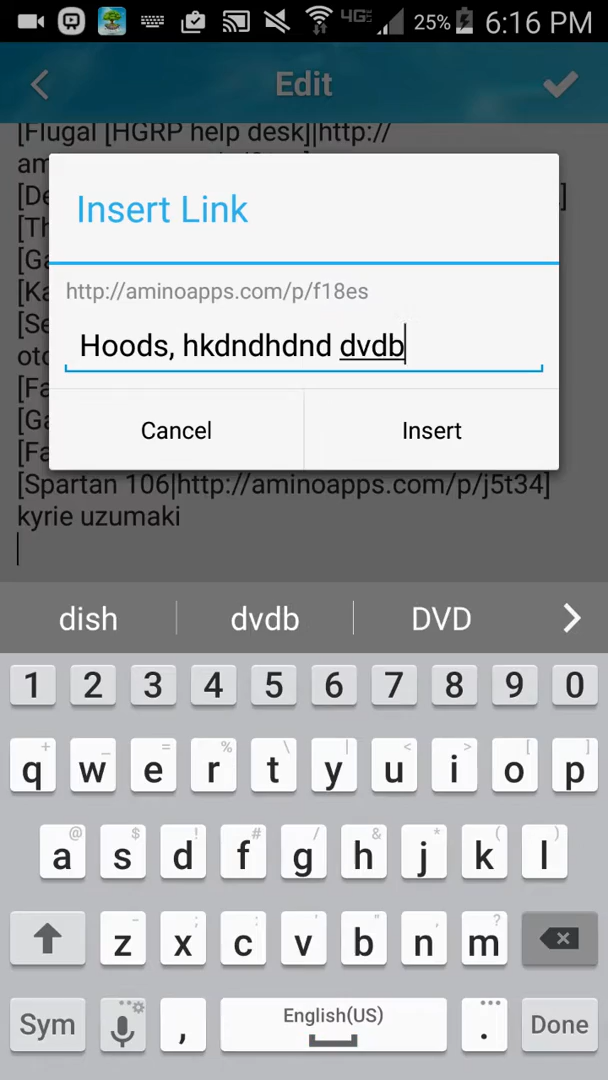 4G 25% 6:16 PM
Edit
[Flugal [HGRP help desk]|http://
am
[De
[Th
[Ga
[Ka
[Se
oto
[Fa
[Ga
[Fa
[Spartan 106|http://aminoapps.com/p/j5t34]
kyrie uzumaki
Insert Link
http://aminoapps.com/p/f18es
Hoods, hkdndhdnd dvdb
Cancel Insert
dish dvdb DVD
1 2 3 4 5 6 7 8 9 0
+ _ = % \ | < > [ ]
q w e r t y u i o p
@ $ ! # / & * ( )
a s d f g h j k l
- ; : ' " , ?
z x c v b n m
Sym , English(US) . Done